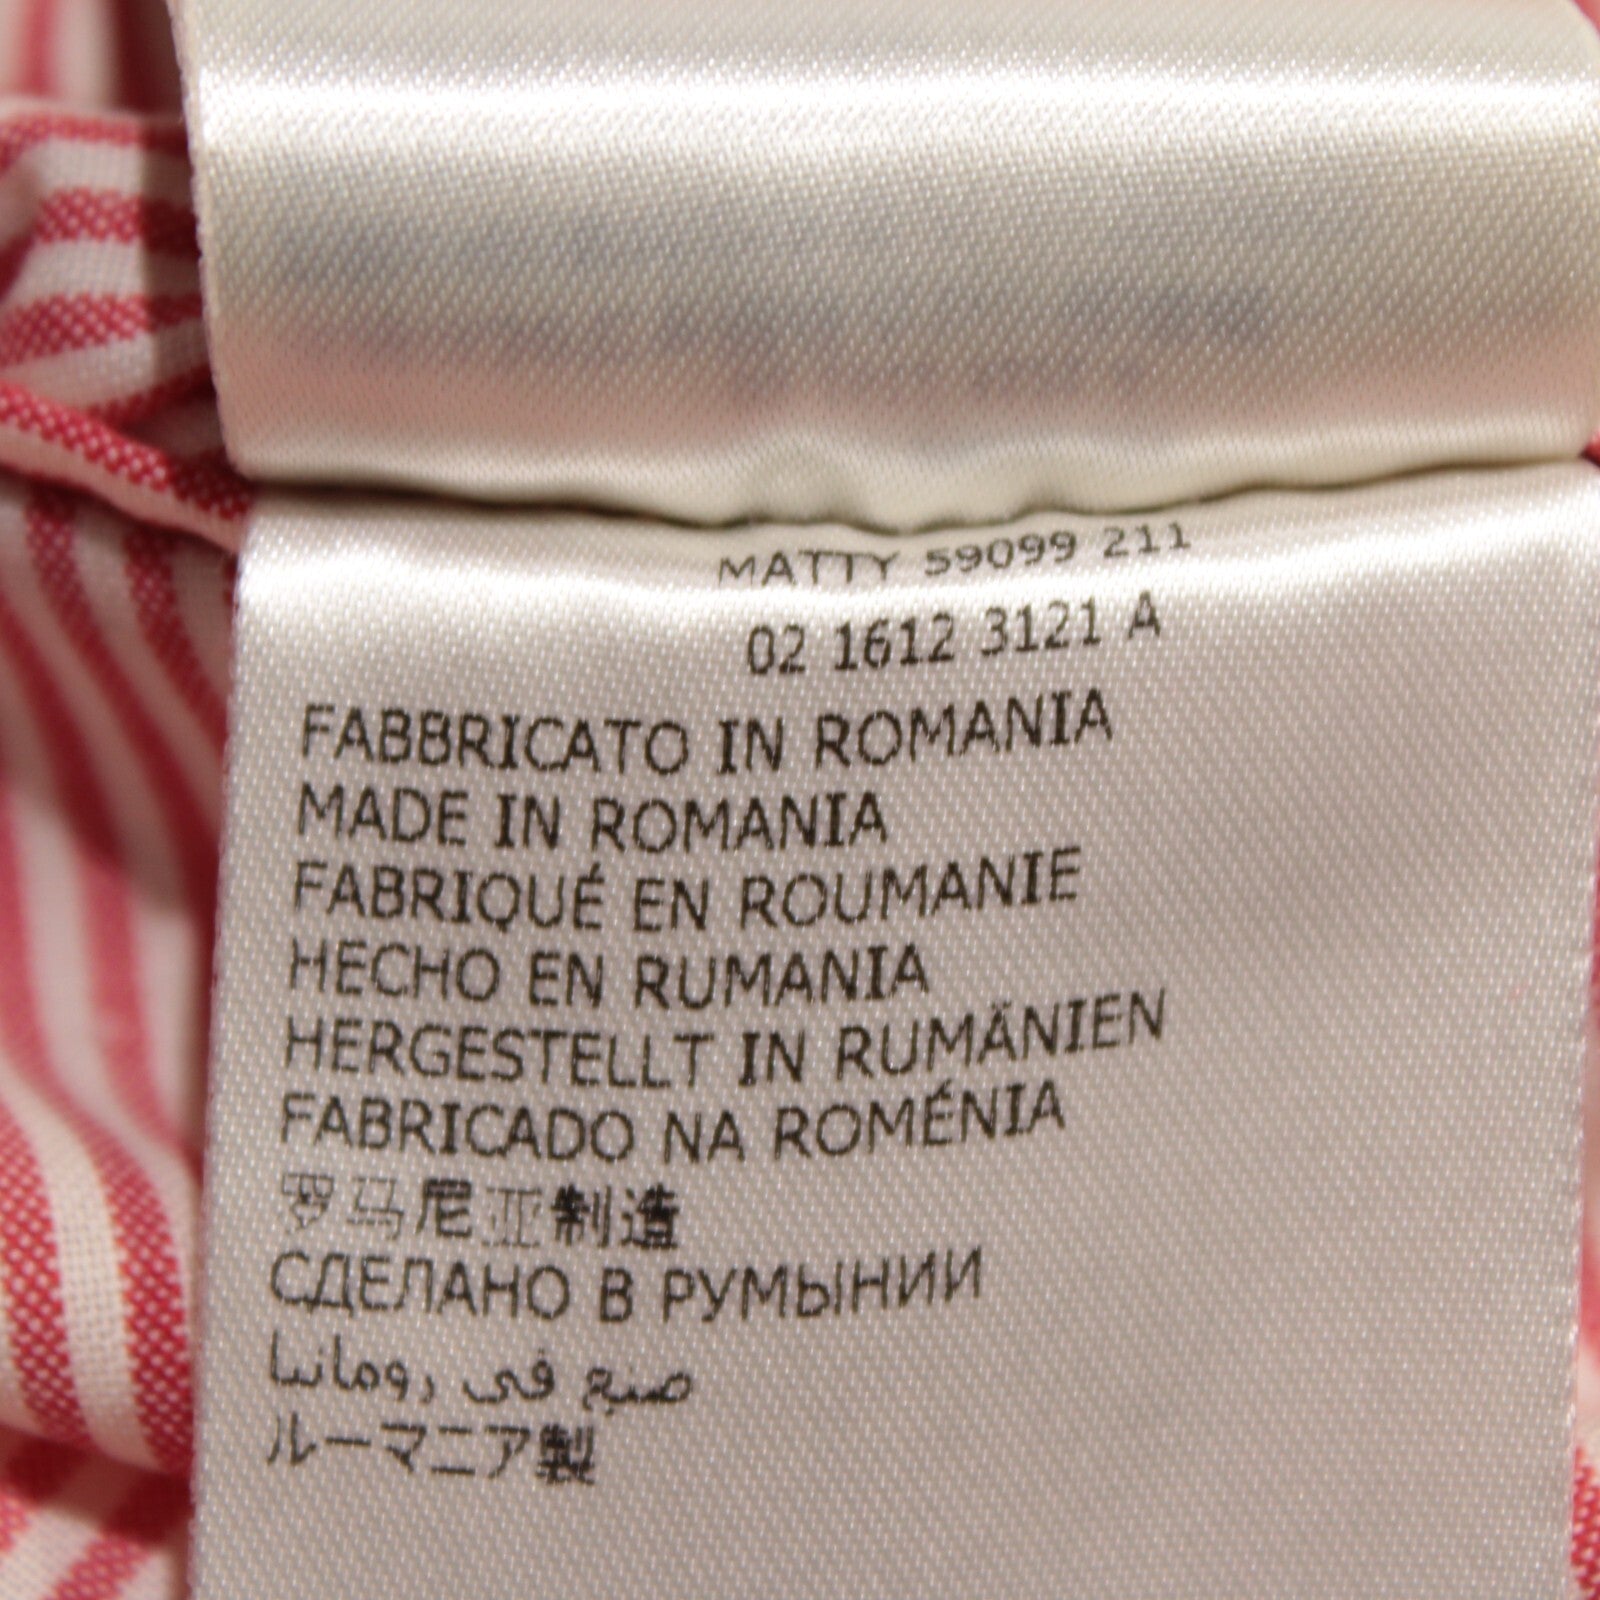 MATTY 59099 211
02 1612 3121 A
FABBRICATO IN ROMANIA
MADE IN ROMANIA
FABRIQUÉ EN ROUMANIE
HECHO EN RUMANIA
HERGESTELLT IN RUMÄNIEN
FABRICADO NA ROMÉNIA
罗马尼亚制造
СДЕЛАНО В РУМЫНИИ
صنع في رومانيا
ルーマニア製